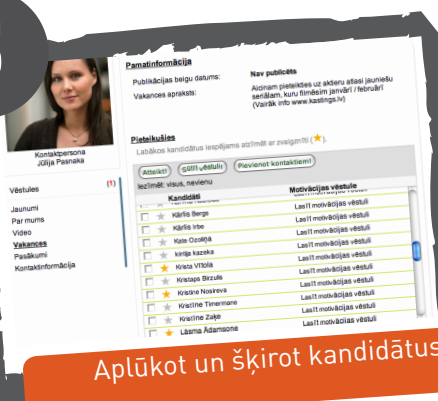 Kontaktpersona
Jūlija Pasnaka
Vēstules (1)
Jaunumi
Par mums
Video
Vakances
Pasākumi
Kontaktinformācija
Pamatinformācija
Publikācijas beigu datums: Nav publicēts
Vakances apraksts: Aicinam pieteikties uz aktieru atlasi jauniešu
seriālam, kuru filmēsim janvārī / februārī
(Vairāk info www.kastings.lv)
Pieteikušies
Labākos kandidātus iespējams atzīmēt ar zvaigznīti (★).
Atteikt! Sūtīt vēstuli Pievienot kontaktiem!
Iezīmēt: visus, nevienu
Kandidāti Motivācijas vēstule
Kārlis Bergs Lasīt motivācijas vēstuli
Kārlis Irbe Lasīt motivācijas vēstuli
Kate Ozoliņā Lasīt motivācijas vēstuli
kintija kazeka Lasīt motivācijas vēstuli
Krista Vītola Lasīt motivācijas vēstuli
Kristaps Birzulis Lasīt motivācijas vēstuli
Kristine Nosireva Lasīt motivācijas vēstuli
Kristīne Timermane Lasīt motivācijas vēstuli
Kristīne Zaķe Lasīt motivācijas vēstuli
Lāsma Ādamsone Lasīt motivācijas vēstuli
Aplūkot un šķirot kandidātus